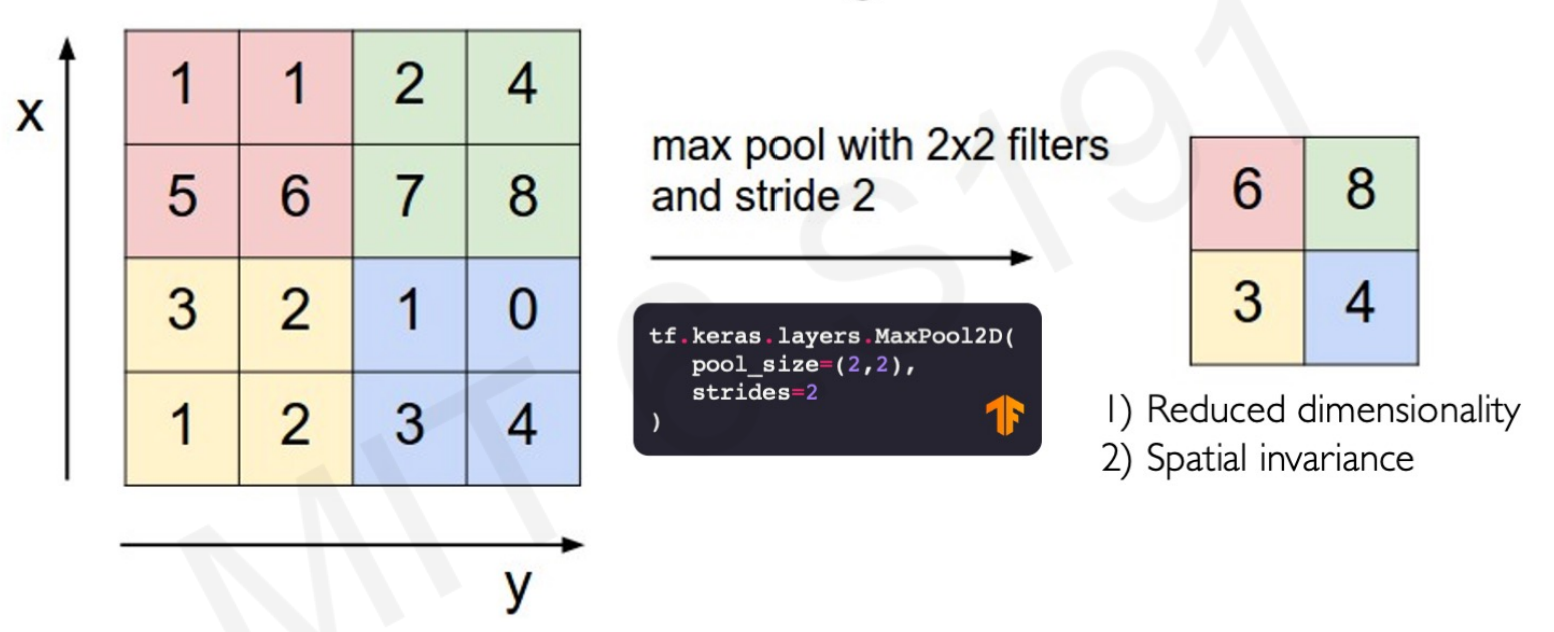 x
1 1 2 4
5 6 7 8
3 2 1 0
1 2 3 4
y
max pool with 2x2 filters
and stride 2
tf.keras.layers.MaxPool2D(
pool_size=(2,2),
strides=2
)
6 8
3 4
1) Reduced dimensionality
2) Spatial invariance
MIT 6.S191